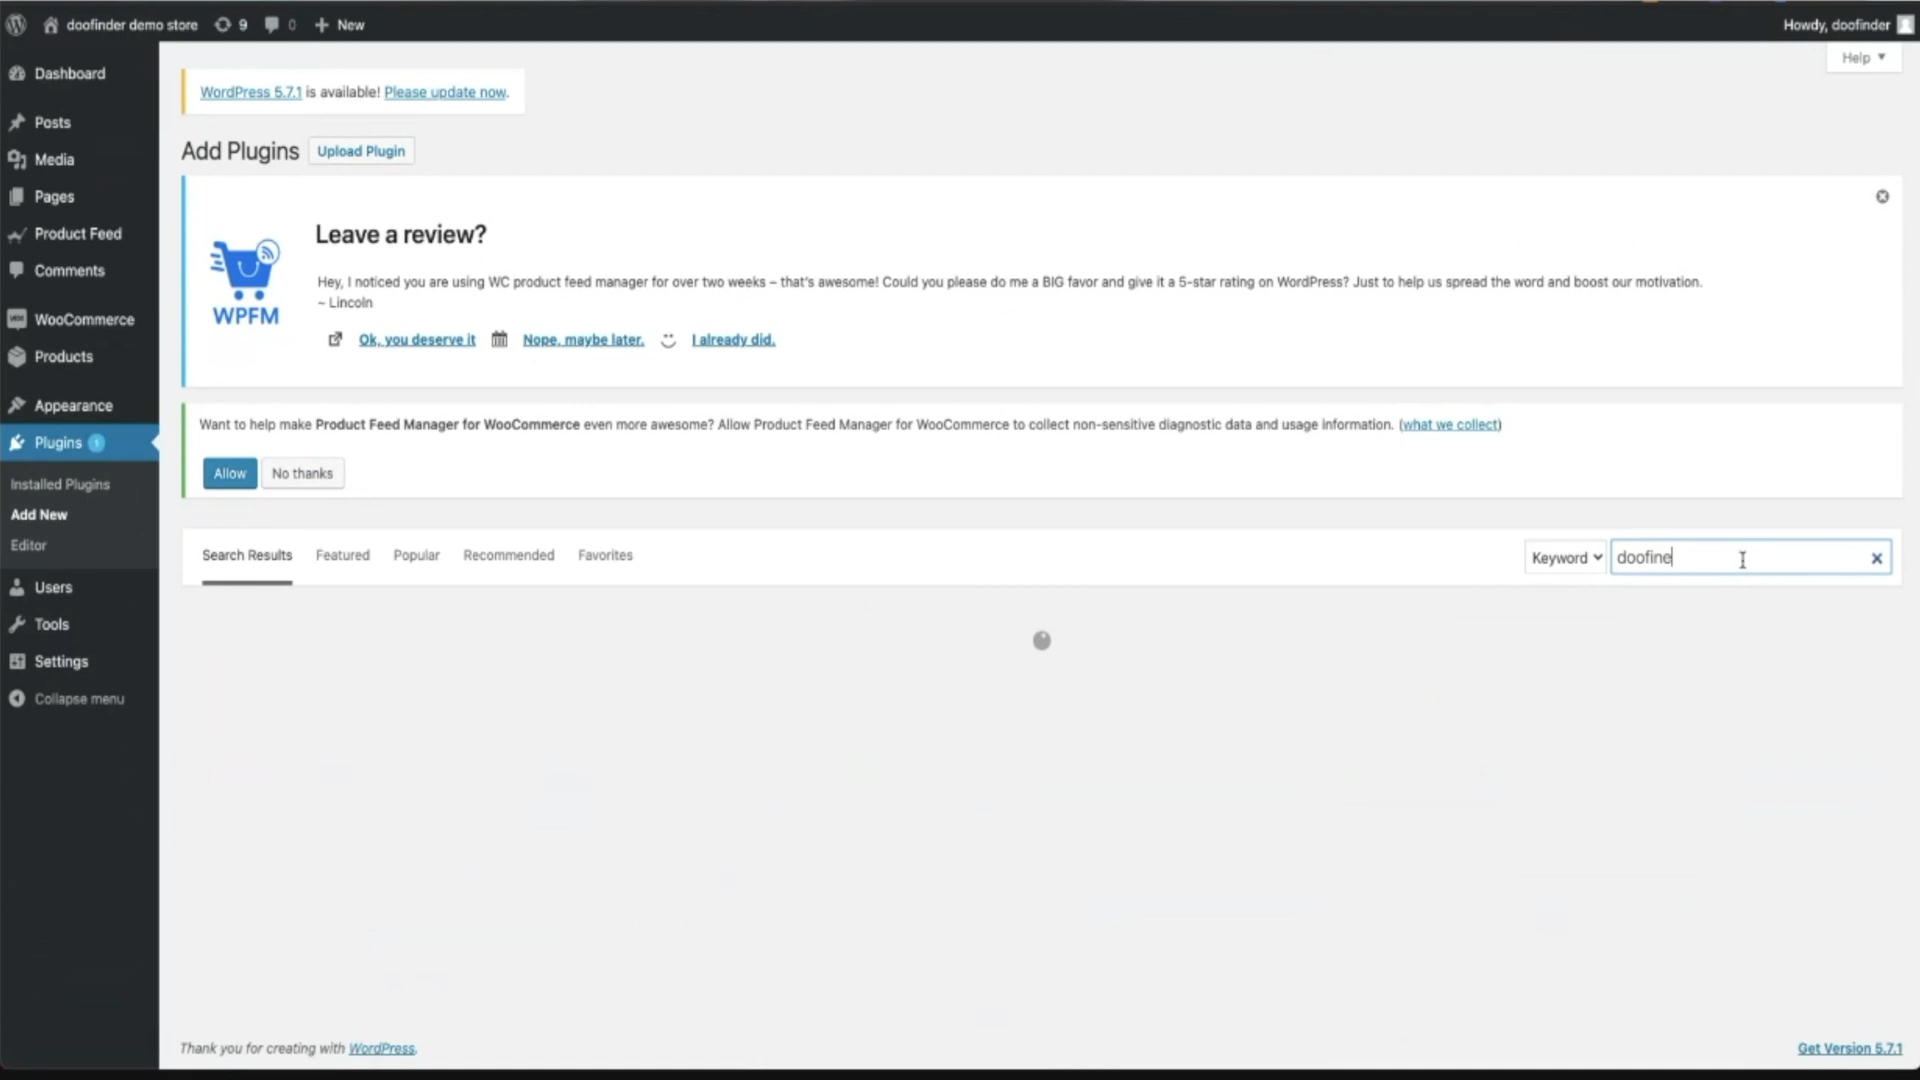 doofinder demo store 9 0 New Howdy, doofinder
Help
Dashboard
Posts
Media
Pages
Product Feed
Comments
WooCommerce
Products
Appearance
Plugins 1
Installed Plugins
Add New
Editor
Users
Tools
Settings
Collapse menu
WordPress 5.7.1 is available! Please update now.
Add Plugins Upload Plugin
WPFM
Leave a review?
Hey, I noticed you are using WC product feed manager for over two weeks – that's awesome! Could you please do me a BIG favor and give it a 5-star rating on WordPress? Just to help us spread the word and boost our motivation.
~ Lincoln
Ok, you deserve it Nope, maybe later. I already did.
Want to help make Product Feed Manager for WooCommerce even more awesome? Allow Product Feed Manager for WooCommerce to collect non-sensitive diagnostic data and usage information. (what we collect)
Allow No thanks
Search Results Featured Popular Recommended Favorites Keyword doofine
Thank you for creating with WordPress. Get Version 5.7.1